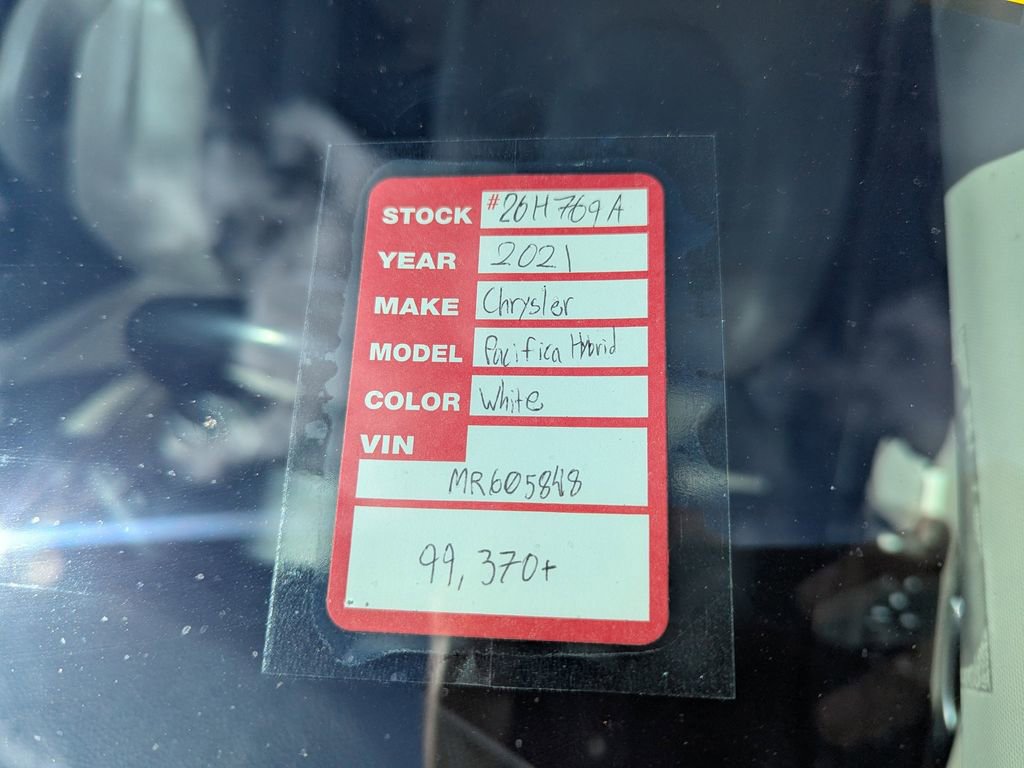 STOCK #26H769A
YEAR 2021
MAKE Chrysler
MODEL Pacifica Hybrid
COLOR White
VIN
MR605848
99,370+